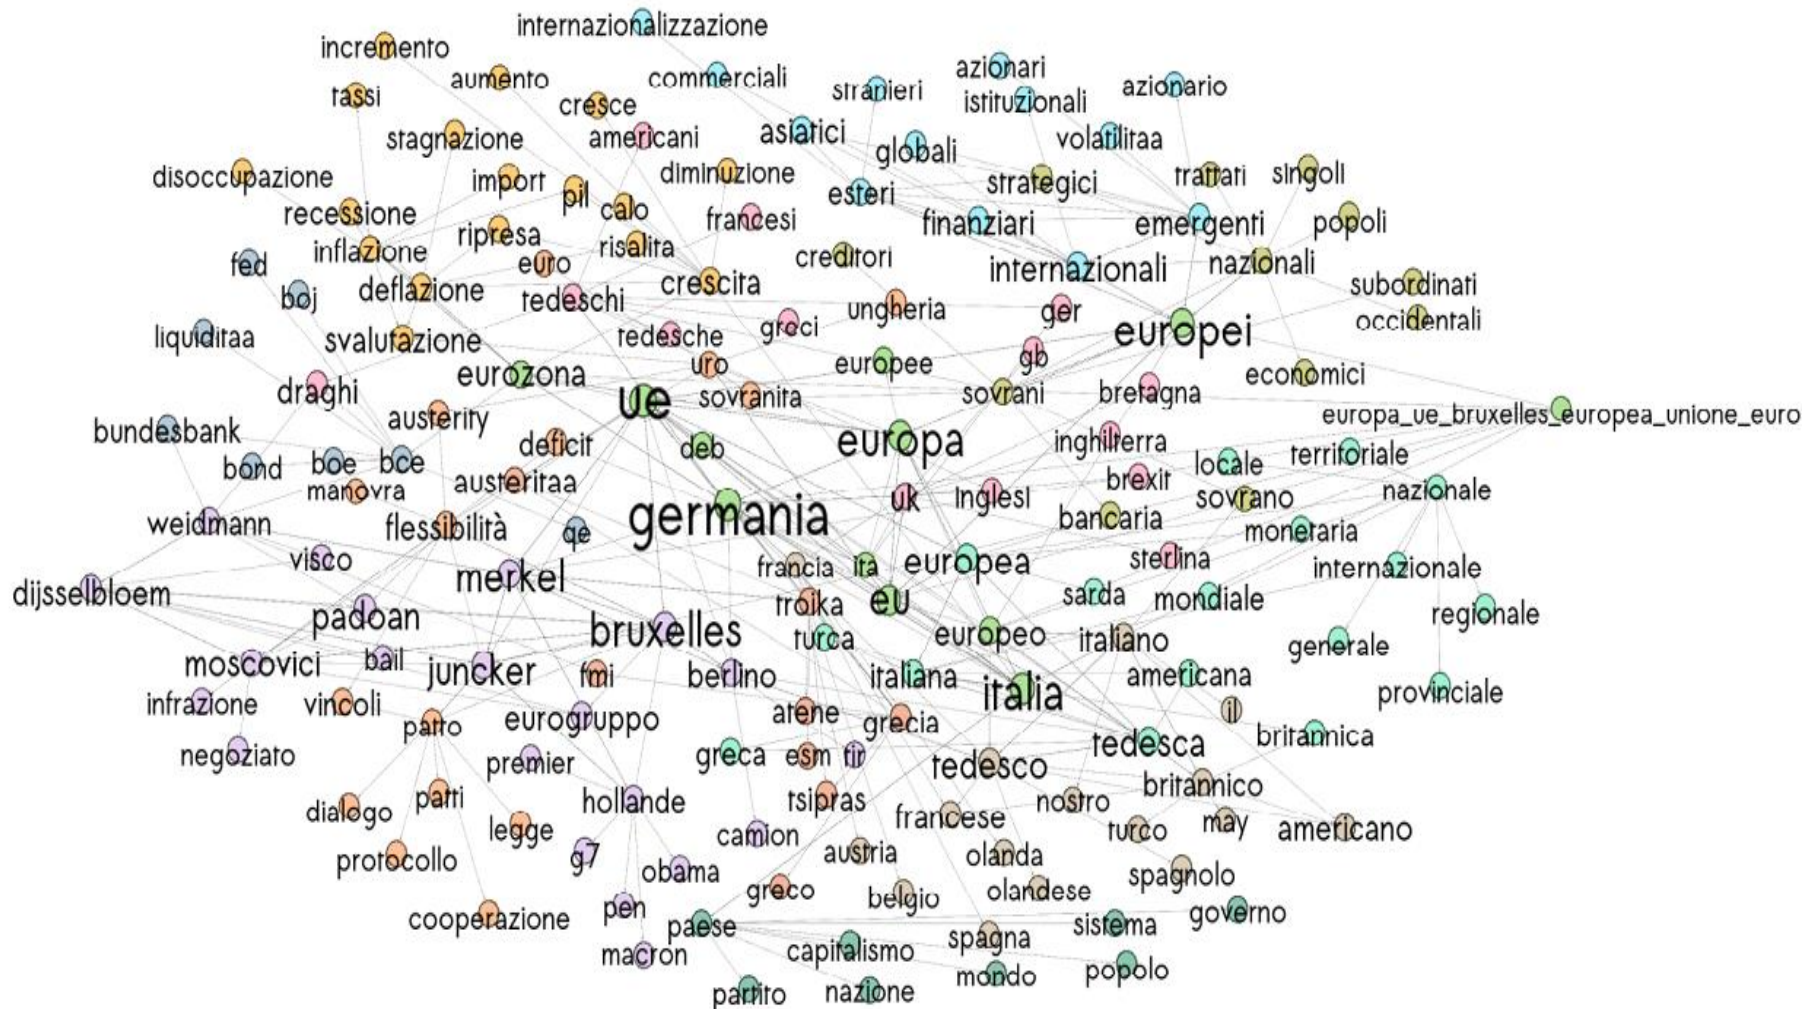 internazionalizzazione
incremento
aumento
commerciali
azionari
tassi
cresce
stranieri
istituzionali
azionario
stagnazione
americani
asiatici
globali
volatilitaa
disoccupazione
import
pil
diminuzione
esteri
strategici
trattati
singoli
recessione
calo
francesi
finanziari
emergenti
popoli
inflazione
ripresa
risalita
creditori
internazionali
nazionali
fed
euro
boj
deflazione
tedeschi
crescita
ungheria
ger
subordinati
occidentali
liquiditaa
svalutazione
tedesche
greci
europei
eurozona
uro
europee
gb
economici
draghi
ue
sovranita
sovrani
bretagna
europa_ue_bruxelles_europea_unione_euro
austerity
bundesbank
deficit
deb
europa
inghilterra
bond
boe
bce
locale
territoriale
manovra
austeritaa
brexit
sovrano
nazionale
weidmann
flessibilità
qe
germania
uk
inglesi
bancaria
monetaria
visco
merkel
francia
ita
europea
sterlina
internazionale
dijsselbloem
padoan
troika
eu
sarda
mondiale
regionale
bruxelles
turca
europeo
italiano
generale
moscovici
bail
juncker
fmi
berlino
italiana
italia
americana
provinciale
infrazione
vincoli
patto
eurogruppo
atene
grecia
il
britannica
negoziato
premier
greca
esm
tir
tedesco
tedesca
dialogo
patti
hollande
tsipras
nostro
britannico
legge
camion
francese
turco
may
americano
protocollo
g7
obama
austria
olanda
spagnolo
cooperazione
pen
greco
belgio
olandese
governo
macron
paese
capitalismo
spagna
sistema
mondo
popolo
partito
nazione